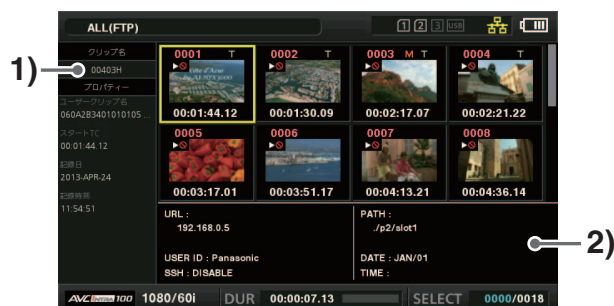 ALL(FTP)
1 2 3 USB
クリップ名
00403H
プロパティー
ユーザークリップ名
060A2B3401010105 ...
スタートTC
00:01:44.12
記録日
2013-APR-24
記録時刻
11:54:51
0001 T
Côte d'Azur
00:01:44.12
0002 T
00:01:30.09
0003 M T
00:02:17.07
0004 T
00:02:21.22
0005
00:03:17.01
0006
00:03:51.17
0007
00:04:13.21
0008
00:04:36.14
URL :
192.168.0.5
USER ID : Panasonic
SSH : DISABLE
PATH :
./p2/slot1
DATE : JAN/01
TIME :
AVC Intra 100 1080/60i DUR 00:00:07.13 SELECT 0000/0018
1)
2)